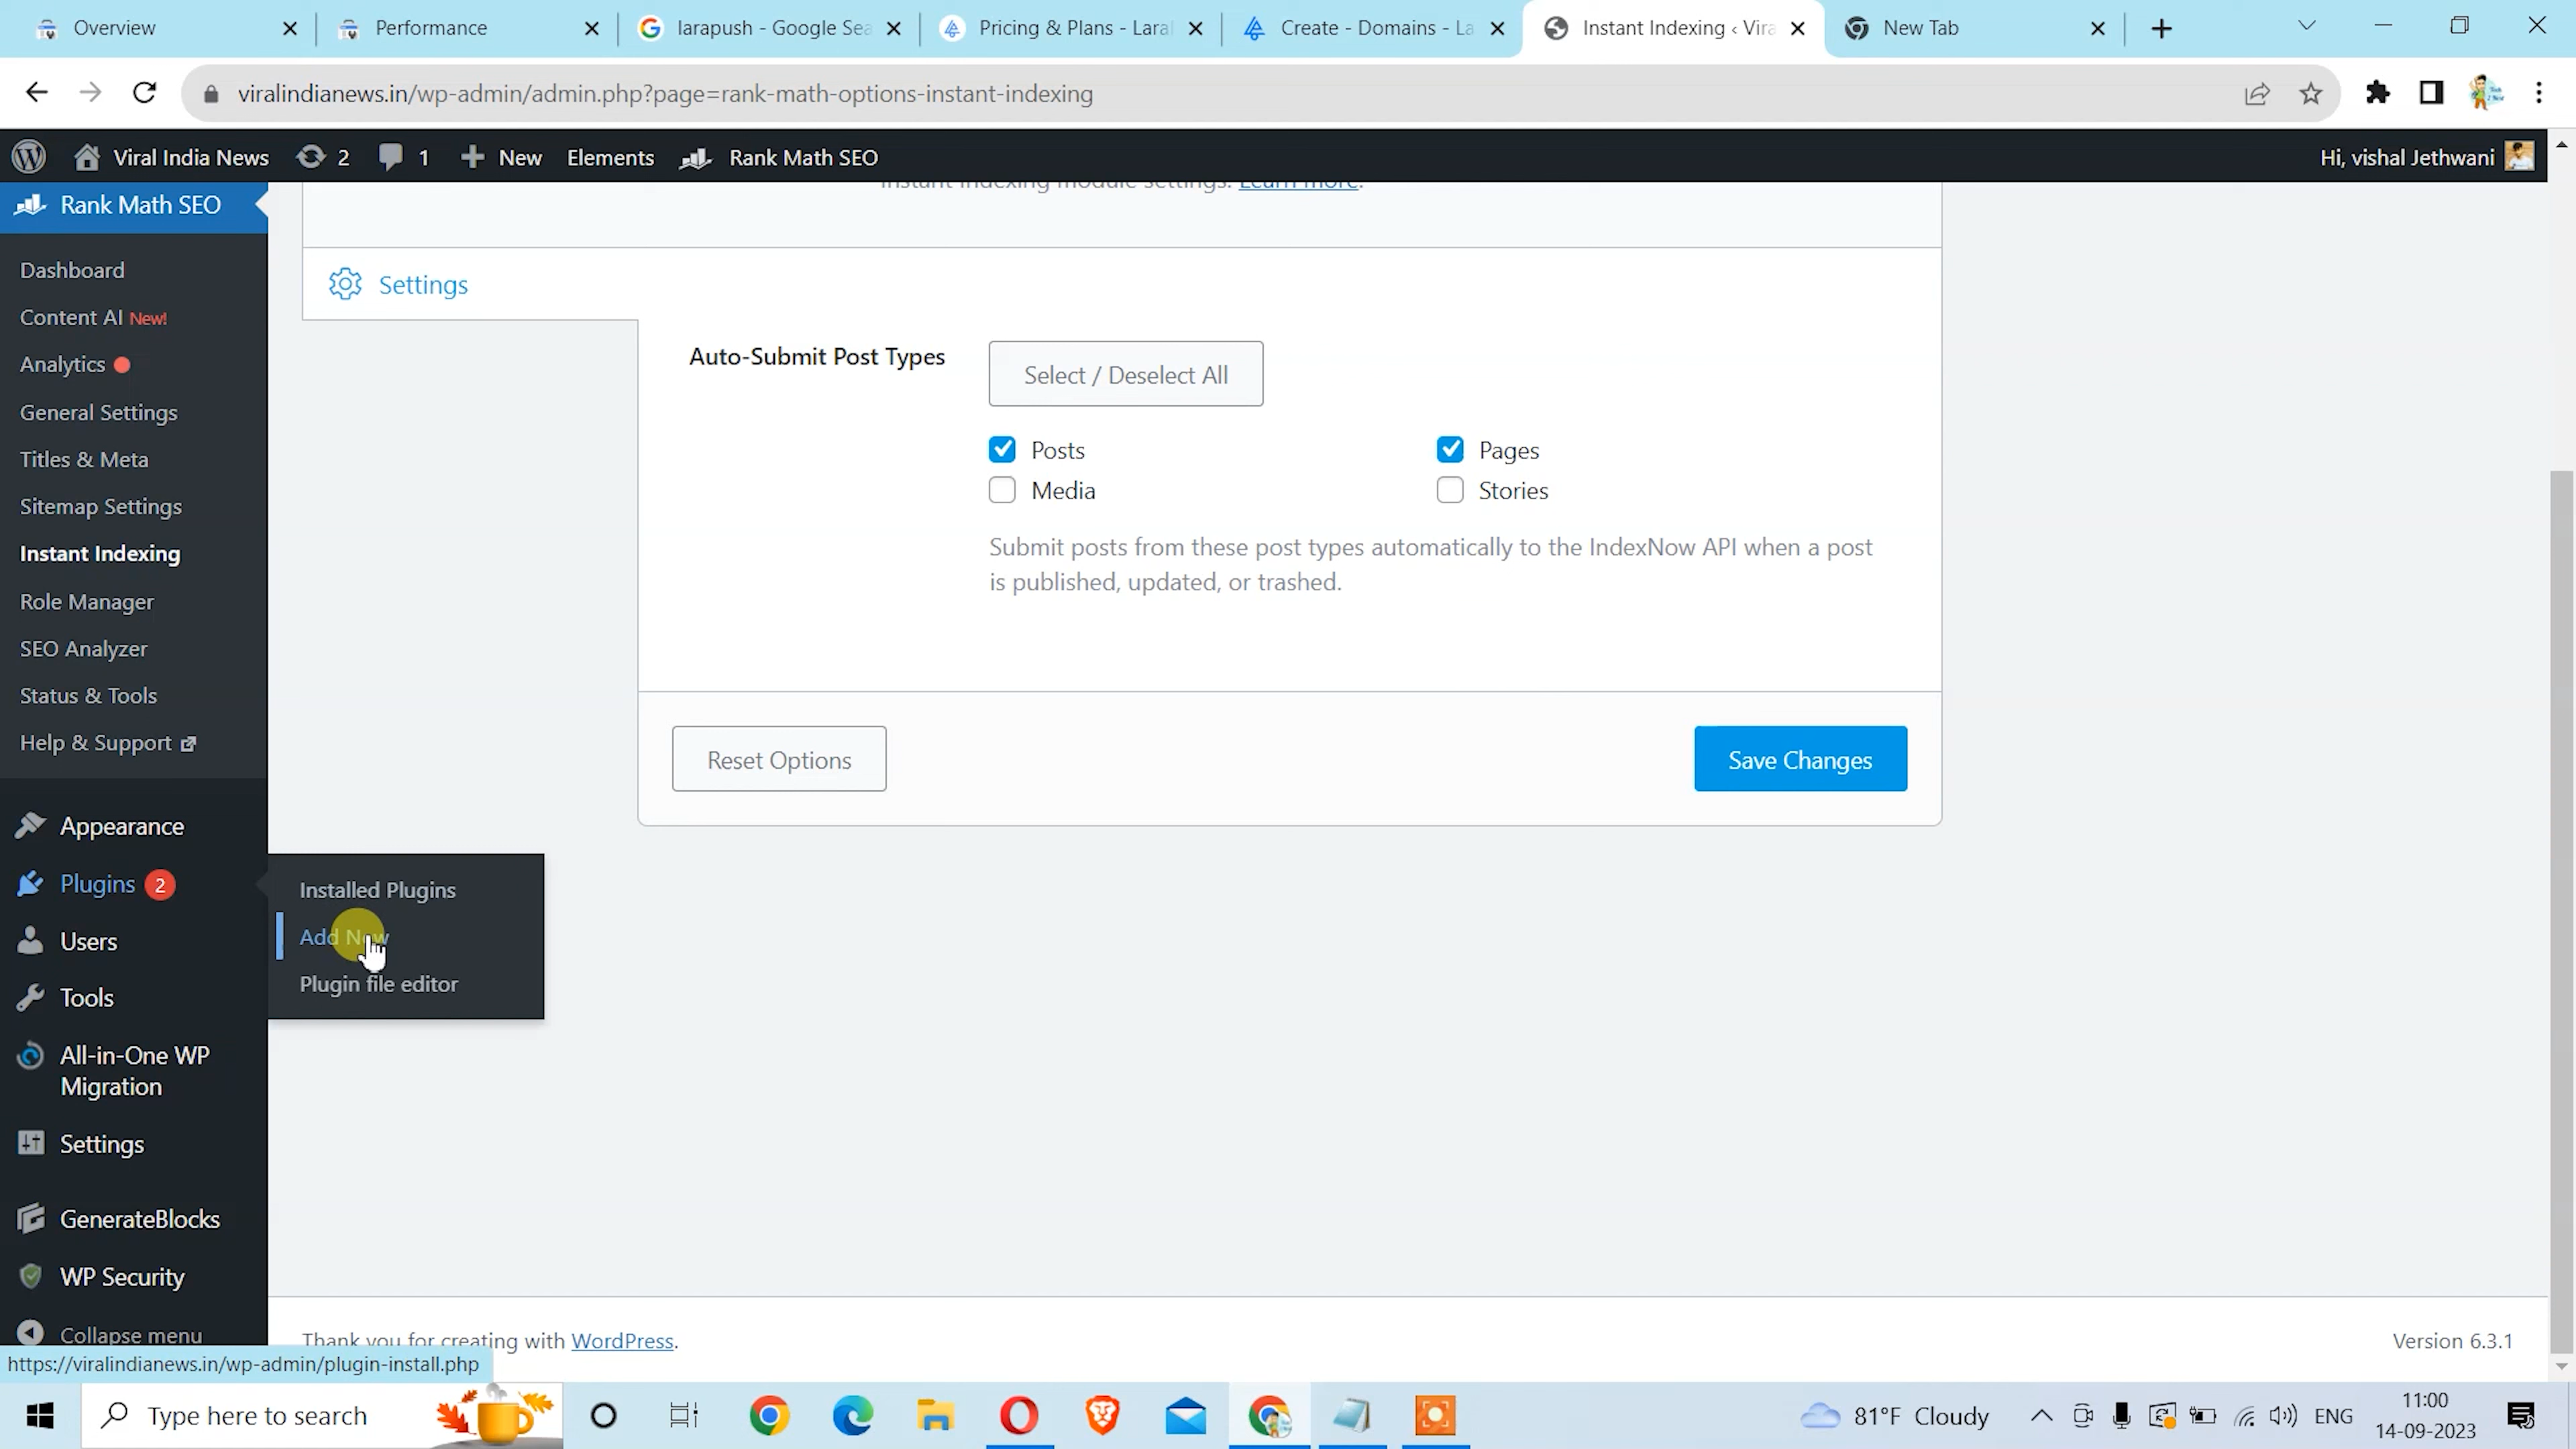 Overview
Performance
larapush - Google Sea
Pricing & Plans - Laral
Create - Domains - La
Instant Indexing ‹ Vira
New Tab
viralindianews.in/wp-admin/admin.php?page=rank-math-options-instant-indexing
Viral India News 2 1 New Elements Rank Math SEO
Hi, vishal Jethwani
Rank Math SEO
Dashboard
Content AI New!
Analytics
General Settings
Titles & Meta
Sitemap Settings
Instant Indexing
Role Manager
SEO Analyzer
Status & Tools
Help & Support
Appearance
Plugins 2
Users
Tools
All-in-One WP
Migration
Settings
GenerateBlocks
WP Security
Collapse menu
Installed Plugins
Add New
Plugin file editor
Instant Indexing module settings. Learn more.
Settings
Auto-Submit Post Types
Select / Deselect All
Posts
Pages
Media
Stories
Submit posts from these post types automatically to the IndexNow API when a post
is published, updated, or trashed.
Reset Options
Save Changes
Thank you for creating with WordPress.
Version 6.3.1
https://viralindianews.in/wp-admin/plugin-install.php
Type here to search
81°F Cloudy
ENG
11:00
14-09-2023